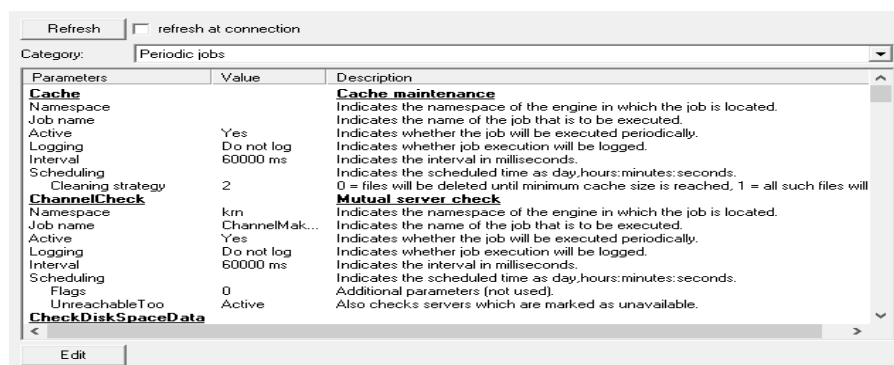 Refresh refresh at connection
Category: Periodic jobs
Parameters Value Description
Cache Cache maintenance
Namespace Indicates the namespace of the engine in which the job is located.
Job name Indicates the name of the job that is to be executed.
Active Yes Indicates whether the job will be executed periodically.
Logging Do not log Indicates whether job execution will be logged.
Interval 60000 ms Indicates the interval in milliseconds.
Scheduling Indicates the scheduled time as day,hours:minutes:seconds.
Cleaning strategy 2 0 = files will be deleted until minimum cache size is reached, 1 = all such files will
ChannelCheck Mutual server check
Namespace krn Indicates the namespace of the engine in which the job is located.
Job name ChannelMak... Indicates the name of the job that is to be executed.
Active Yes Indicates whether the job will be executed periodically.
Logging Do not log Indicates whether job execution will be logged.
Interval 60000 ms Indicates the interval in milliseconds.
Scheduling Indicates the scheduled time as day,hours:minutes:seconds.
Flags 0 Additional parameters (not used).
UnreachableToo Active Also checks servers which are marked as unavailable.
CheckDiskSpaceData
Edit